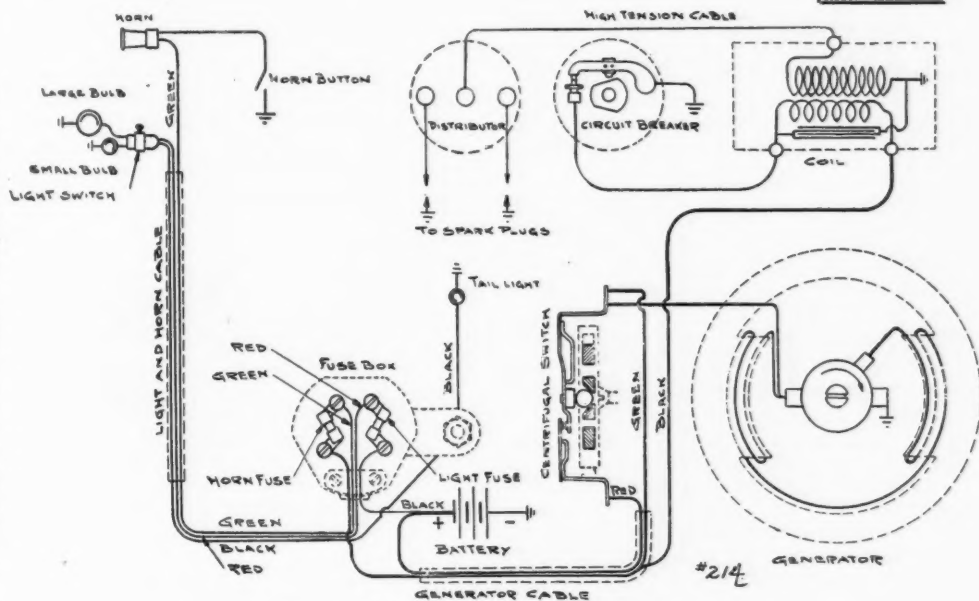 HORN
GREEN
HORN BUTTON
LARGE BULB
SMALL BULB
LIGHT SWITCH
HIGH TENSION CABLE
DISTRIBUTOR
CIRCUIT BREAKER
COIL
TO SPARK PLUGS
LIGHT AND HORN CABLE
TAIL LIGHT
BLACK
RED
GREEN
FUSE BOX
HORN FUSE
LIGHT FUSE
CENTRIFUGAL SWITCH
GREEN
BLACK
RED
BLACK
+ -
BATTERY
GREEN
BLACK
RED
GENERATOR CABLE
#214
GENERATOR